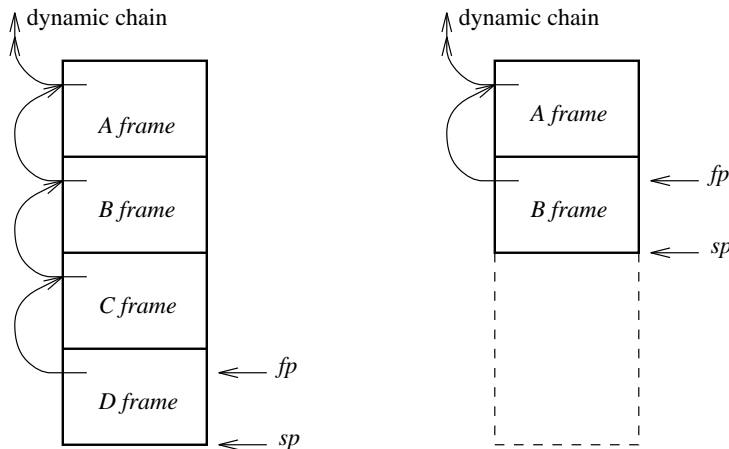 dynamic chain
A frame
B frame
C frame
D frame
fp
sp
dynamic chain
A frame
B frame
fp
sp